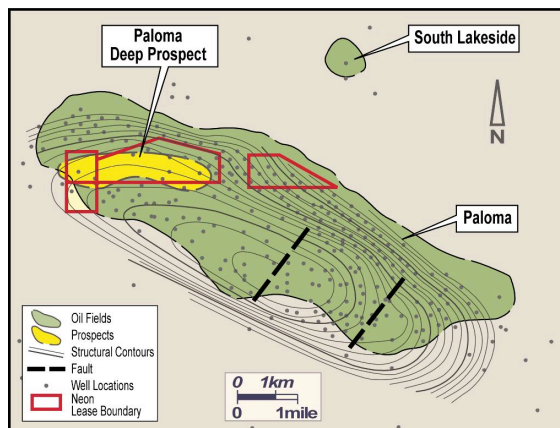 Paloma
Deep Prospect
South Lakeside
N
Paloma
Oil Fields
Prospects
Structural Contours
Fault
Well Locations
Neon
Lease Boundary
0 1km
0 1mile